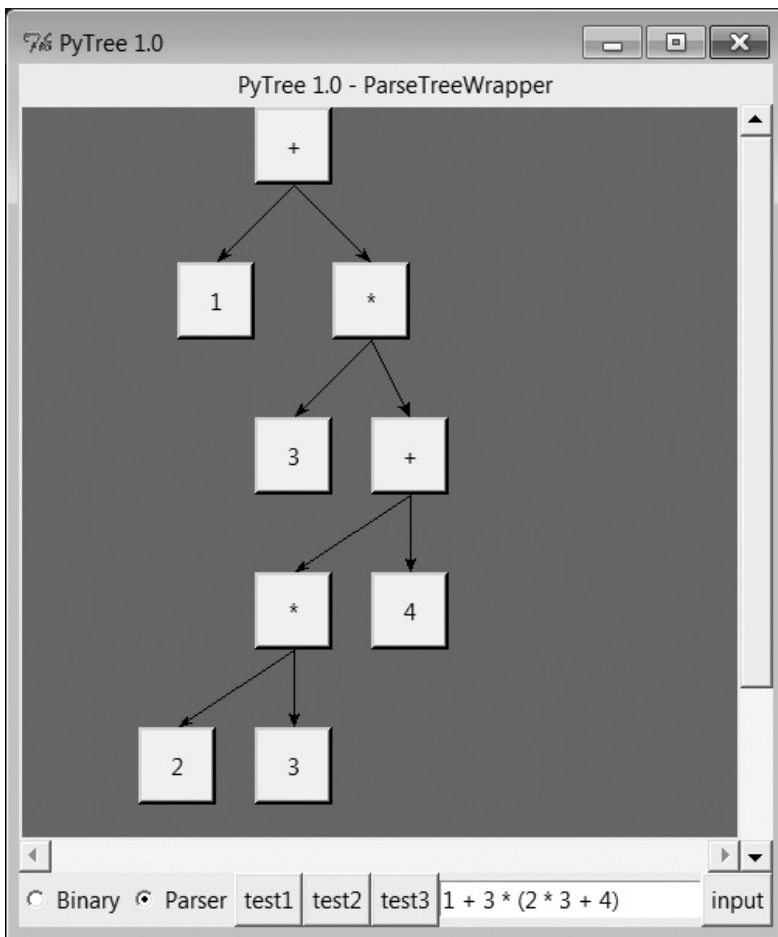 PyTree 1.0
PyTree 1.0 - ParseTreeWrapper
+
1 *
3 +
* 4
2 3
Binary Parser test1 test2 test3 1 + 3 * (2 * 3 + 4) input